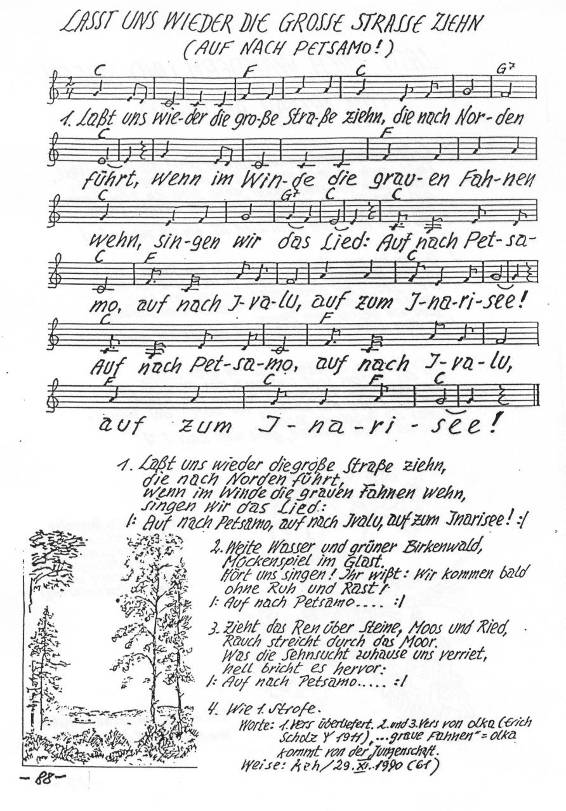 LASST UNS WIEDER DIE GROSSE STRASSE ZIEHN
(AUF NACH PETSAMO!)
C F C G7
2/4
1. Laßt uns wie-der die gro-ße Stra-ße ziehn, die nach Nor-den
C F
führt, wenn im Win-de die grau-en Fah-nen
C G7 C C
wehn, sin-gen wir das Lied: Auf nach Pet-sa-
C F C
mo, auf nach I-va-lu, auf zum I-na-ri-see!
C F
Auf nach Pet-sa-mo, auf nach I-va-lu,
F C F C
auf zum I-na-ri-see!
1. Laßt uns wieder die große Straße ziehn,
die nach Norden führt,
wenn im Winde die grauen Fahnen wehn,
singen wir das Lied:
|: Auf nach Petsamo, auf nach Ivalu, auf zum Inarisee! :|
2. Weite Wasser und grüner Birkenwald,
Mückenspiel im Glast.
Hört uns singen! Ihr wißt: Wir kommen bald
ohne Ruh und Rast!
|: Auf nach Petsamo.... :|
3. Zieht das Ren über Steine, Moos und Ried,
Rauch streicht durch das Moor.
Was die Sehnsucht zuhause uns verriet,
hell bricht es hervor:
|: Auf nach Petsamo..... :|
4. Wie 1. Strofe.
Worte: 1. Vers überliefert, 2. und 3. Vers von olka (Erich
Scholz Y 1911), "...graue Fahnen" = olka
kommt von der Jungenschaft.
Weise: Keh/29.XI.1990 (61)
-88-